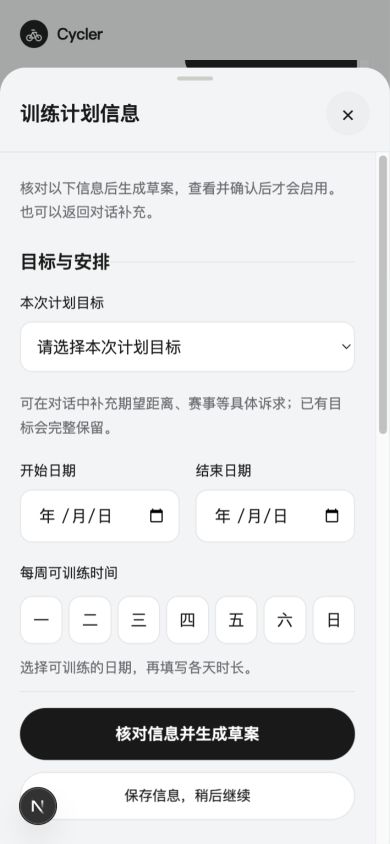 Cycler
训练计划信息
核对以下信息后生成草案，查看并确认后才会启用。
也可以返回对话补充。
目标与安排
本次计划目标
请选择本次计划目标
可在对话中补充期望距离、赛事等具体诉求；已有目
标会完整保留。
开始日期 结束日期
年 /月/日 年 /月/日
每周可训练时间
一 二 三 四 五 六 日
选择可训练的日期，再填写各天时长。
核对信息并生成草案
保存信息，稍后继续
N